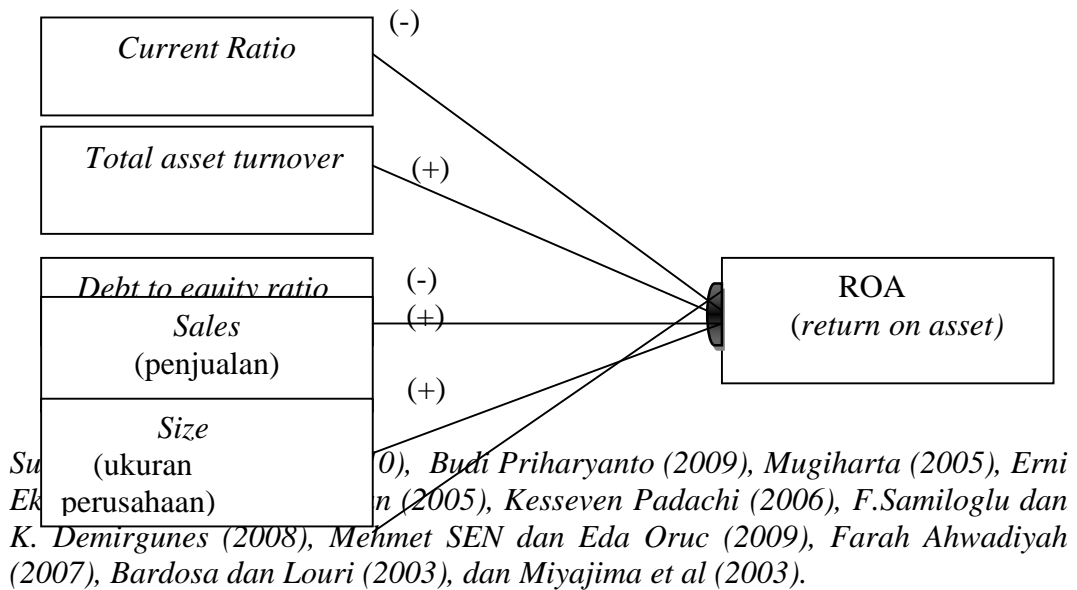 (-)
Current Ratio
Total asset turnover
(+)
Debt to equity ratio
(-)
Sales
(+)
(penjualan)
ROA
(return on asset)
(+)
Size
(ukuran
perusahaan)
0), Budi Priharyanto (2009), Mugiharta (2005), Erni
(2005), Kesseven Padachi (2006), F.Samiloglu dan
K. Demirgunes (2008), Mehmet SEN dan Eda Oruc (2009), Farah Ahwadiyah
(2007), Bardosa dan Louri (2003), dan Miyajima et al (2003).